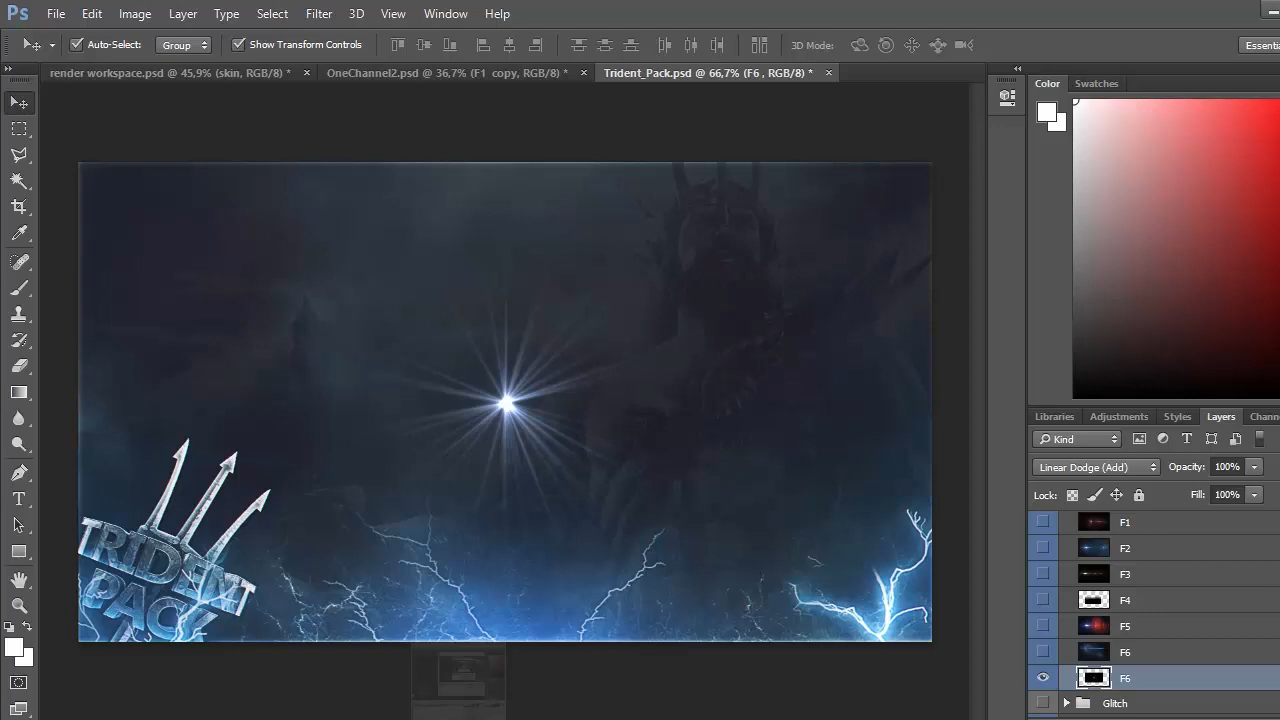 Ps File Edit Image Layer Type Select Filter 3D View Window Help
Auto-Select: Group Show Transform Controls 3D Mode: Essenti
render workspace.psd @ 45,9% (skin, RGB/8) * × OneChannel2.psd @ 36,7% (F1 copy, RGB/8) * × Trident_Pack.psd @ 66,7% (F6 , RGB/8) * ×
Color Swatches
TRIDENT
PACK
Libraries Adjustments Styles Layers Chann
Kind
Linear Dodge (Add) Opacity: 100%
Lock: Fill: 100%
F1
F2
F3
F4
F5
F6
F6
Glitch